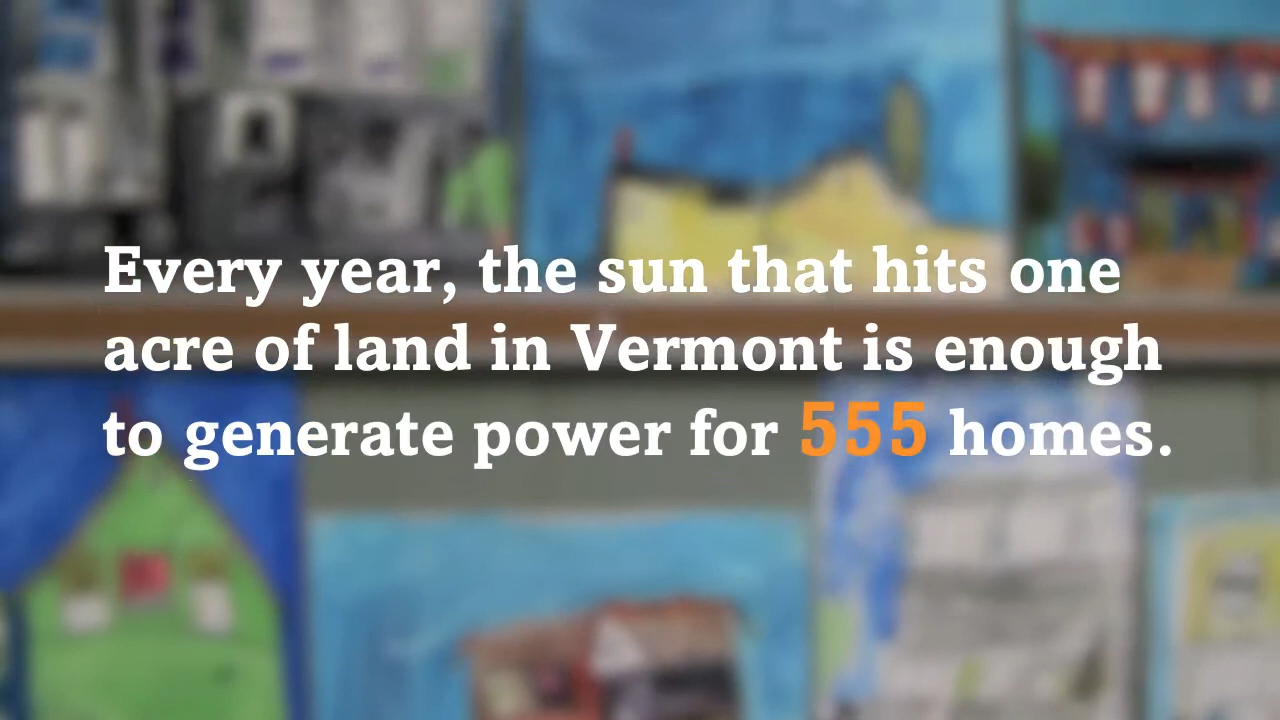 Every year, the sun that hits one
acre of land in Vermont is enough
to generate power for 555 homes.